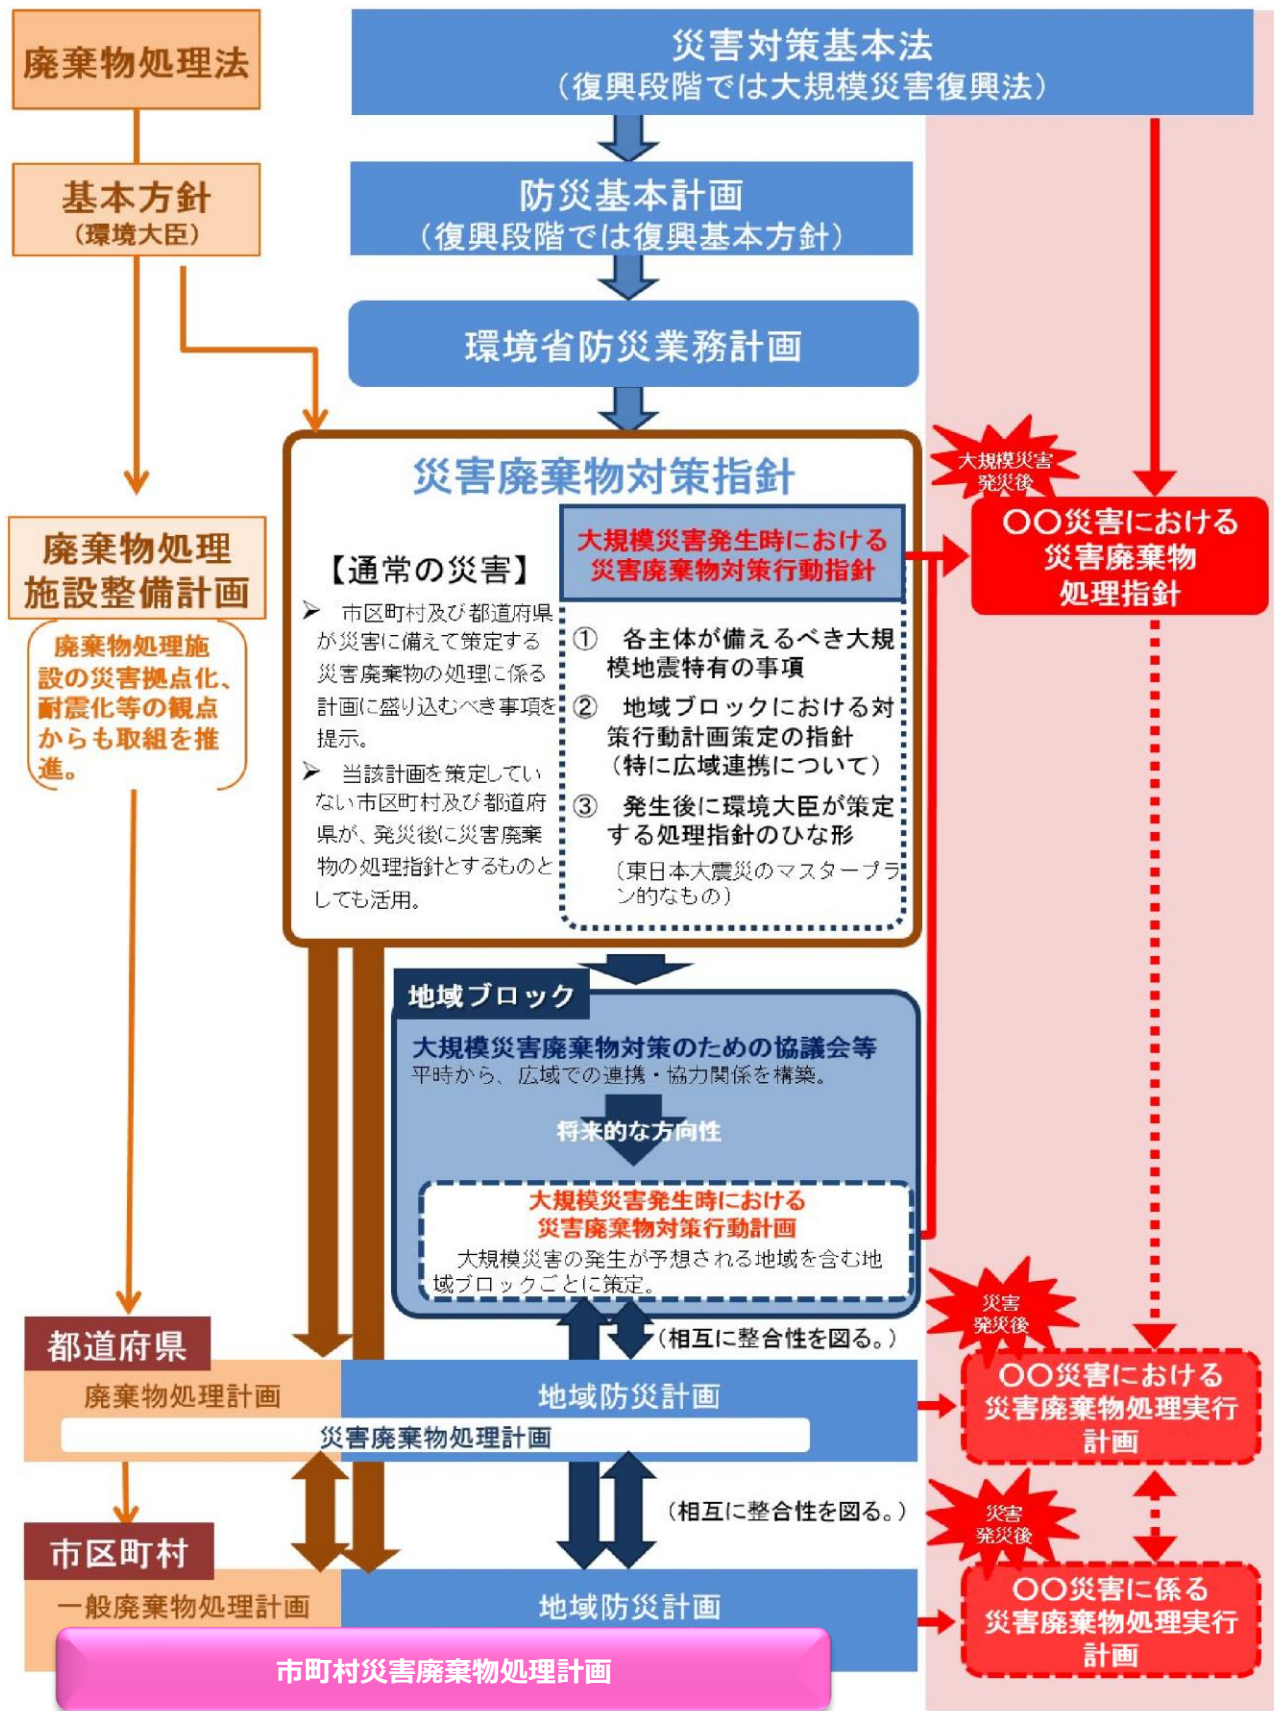 廃棄物処理法
災害対策基本法
（復興段階では大規模災害復興法）
基本方針
（環境大臣）
防災基本計画
（復興段階では復興基本方針）
環境省防災業務計画
災害廃棄物対策指針
【通常の災害】
➢ 市区町村及び都道府県
が災害に備えて策定する
災害廃棄物の処理に係る
計画に盛り込むべき事項を
提示。
➢ 当該計画を策定してい
ない市区町村及び都道府
県が、発災後に災害廃棄
物の処理指針とするものと
しても活用。
大規模災害発生時における
災害廃棄物対策行動指針
① 各主体が備えるべき大規
模地震特有の事項
② 地域ブロックにおける対
策行動計画策定の指針
（特に広域連携について）
③ 発生後に環境大臣が策定
する処理指針のひな形
（東日本大震災のマスタープラ
ン的なもの）
大規模災害
発災後
〇〇災害における
災害廃棄物
処理指針
廃棄物処理
施設整備計画
廃棄物処理施
設の災害拠点化、
耐震化等の観点
からも取組を推
進。
地域ブロック
大規模災害廃棄物対策のための協議会等
平時から、広域での連携・協力関係を構築。
将来的な方向性
大規模災害発生時における
災害廃棄物対策行動計画
大規模災害の発生が予想される地域を含む地
域ブロックごとに策定。
（相互に整合性を図る。）
都道府県
廃棄物処理計画
地域防災計画
災害廃棄物処理計画
災害
発災後
〇〇災害における
災害廃棄物処理実行
計画
（相互に整合性を図る。）
市区町村
一般廃棄物処理計画
地域防災計画
市町村災害廃棄物処理計画
災害
発災後
〇〇災害に係る
災害廃棄物処理実行
計画